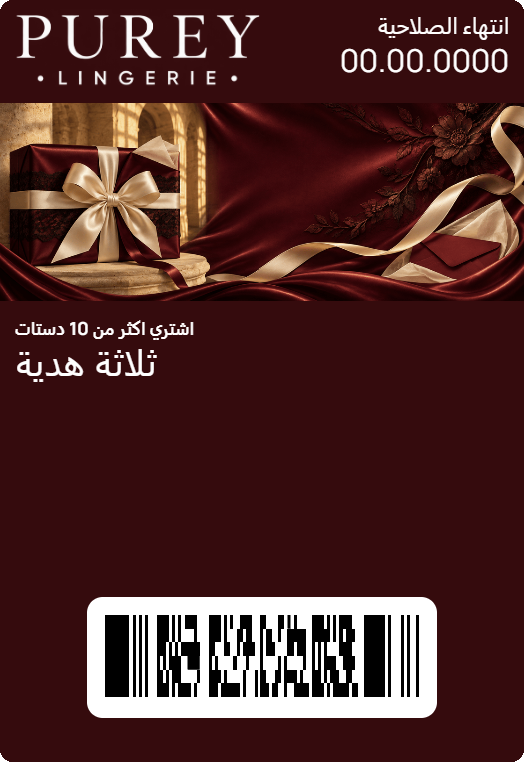 PUREY
• LINGERIE •
انتهاء الصلاحية
00.00.0000
اشتري اكثر من 10 دستات
ثلاثة هدية